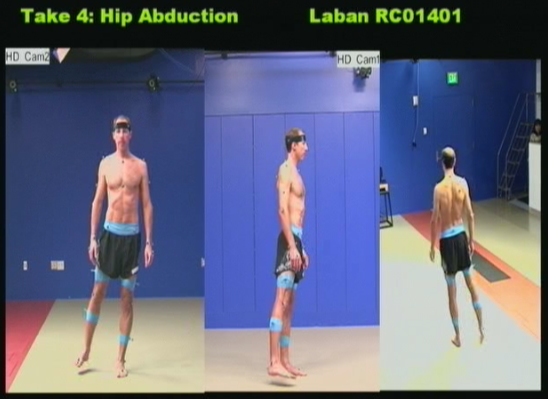 Take 4: Hip Abduction Laban RC01401
HD Cam2
HD Cam1